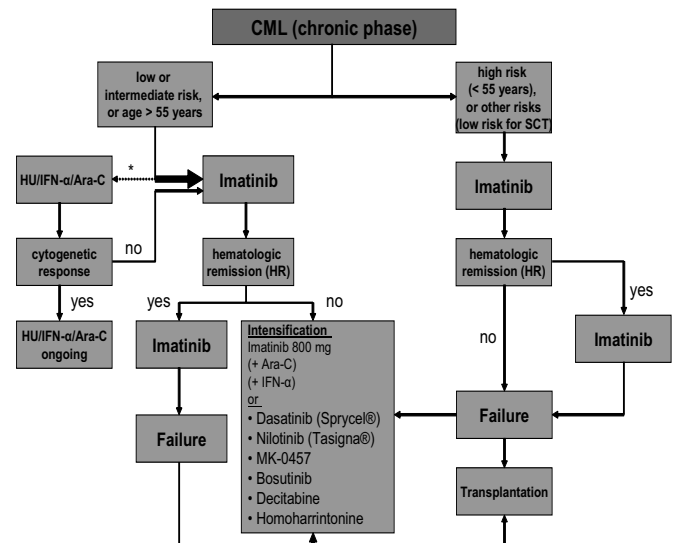 CML (chronic phase)
low or
intermediate risk,
or age > 55 years
high risk
(< 55 years),
or other risks
(low risk for SCT)
*
HU/IFN-α/Ara-C
Imatinib
Imatinib
cytogenetic
response
no
hematologic
remission (HR)
hematologic
remission (HR)
yes
yes
no
no
yes
HU/IFN-α/Ara-C
ongoing
Imatinib
Intensification
Imatinib 800 mg
(+ Ara-C)
(+ IFN-α)
or
• Dasatinib (Sprycel®)
• Nilotinib (Tasigna®)
• MK-0457
• Bosutinib
• Decitabine
• Homoharrintonine
Imatinib
Failure
Failure
Transplantation